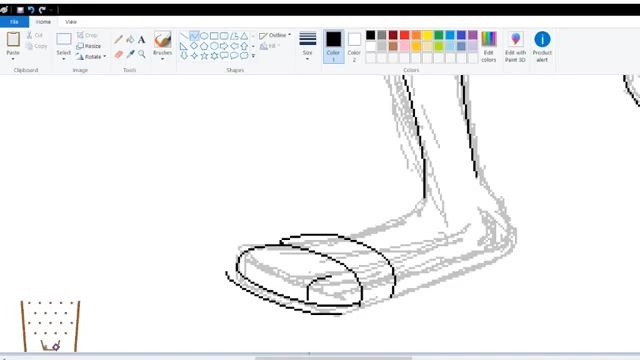 File Home View
Paste
Cut
Copy
Clipboard
Select
Crop
Resize
Rotate
Image
Tools
Brushes
Shapes
Outline
Fill
Size
Color
1
Color
2
Colors
Edit
colors
Edit with
Paint 3D
Product
alert